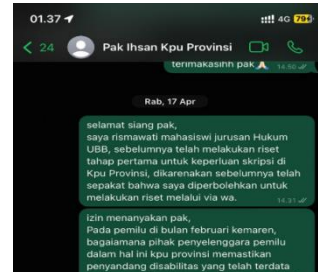 01.37
4G 79
24 Pak Ihsan Kpu Provinsi
terimakasihh pak🙏 14.50
Rab, 17 Apr
selamat siang pak,
saya rismawati mahasiswi jurusan Hukum
UBB, sebelumnya telah melakukan riset
tahap pertama untuk keperluan skripsi di
Kpu Provinsi, dikarenakan sebelumnya telah
sepakat bahwa saya diperbolehkan untuk
melakukan riset melalui via wa. 14.31
izin menanyakan pak,
Pada pemilu di bulan februari kemaren,
bagaiamana pihak penyelenggara pemilu
dalam hal ini kpu provinsi memastikan
penyandang disabilitas yang telah terdata